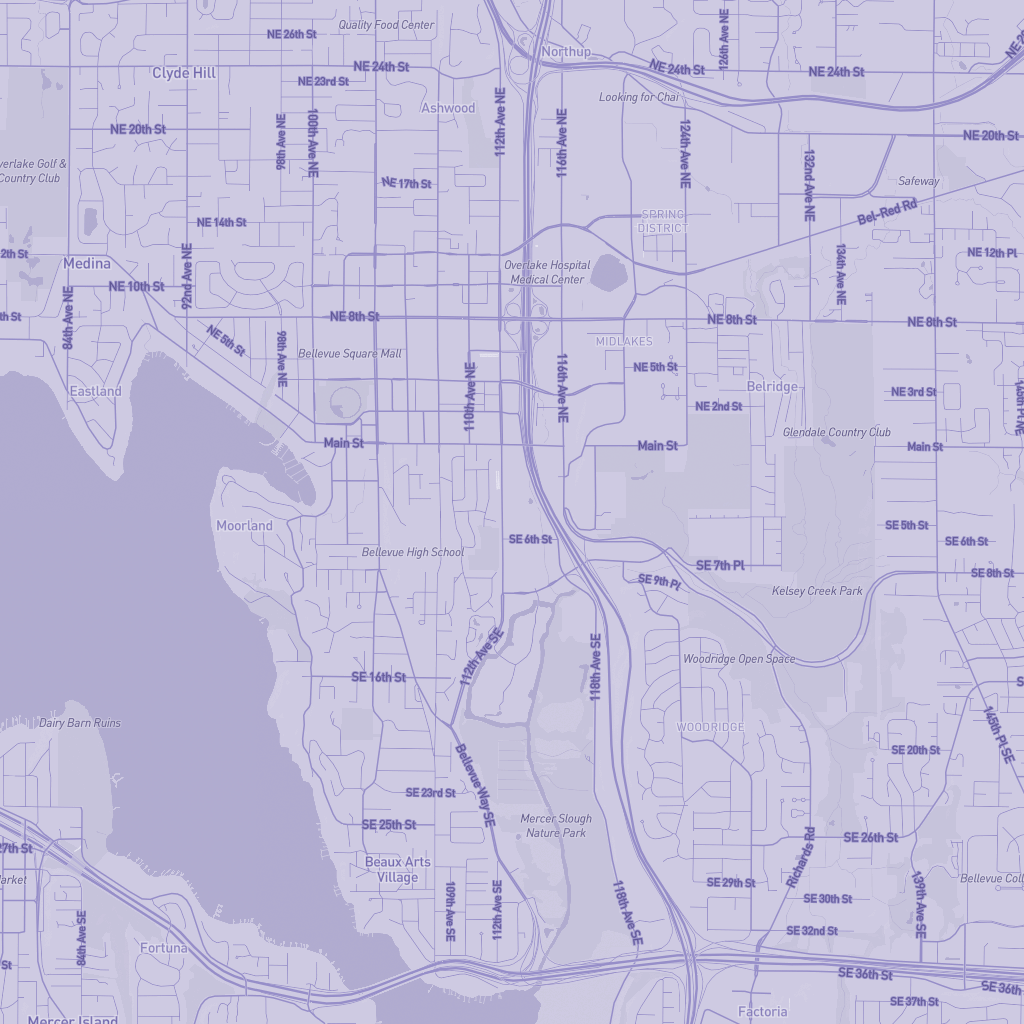 Quality Food Center
NE 26th St
126th Ave NE
Northup
NE 24th St
NE 24th St
NE 24th St
Clyde Hill
NE 23rd St
Looking for Chai
Ashwood
112th Ave NE
116th Ave NE
98th Ave NE
100th Ave NE
124th Ave NE
NE 20th St
NE 20th St
132nd Ave NE
verlake Golf &
Country Club
NE 17th St
Safeway
Bel-Red Rd
NE 14th St
SPRING
DISTRICT
2th St
92nd Ave NE
134th Ave NE
NE 12th Pl
Medina
Overlake Hospital
Medical Center
NE 10th St
84th Ave NE
th St
NE 8th St
NE 8th St
NE 8th St
NE 5th St
98th Ave NE
Bellevue Square Mall
MIDLAKES
110th Ave NE
116th Ave NE
NE 5th St
Belridge
Eastland
NE 3rd St
NE 2nd St
Glendale Country Club
Main St
Main St
Main St
Moorland
SE 5th St
SE 6th St
SE 6th St
Bellevue High School
SE 7th Pl
SE 8th St
SE 9th Pl
Kelsey Creek Park
112th Ave SE
118th Ave SE
Woodridge Open Space
SE 16th St
Dairy Barn Ruins
WOODRIDGE
145th Pl SE
SE 20th St
Bellevue Way SE
SE 23rd St
SE 25th St
Mercer Slough
Nature Park
SE 26th St
27th St
Richards Rd
Beaux Arts
Village
arket
109th Ave SE
112th Ave SE
118th Ave SE
SE 29th St
139th Ave SE
Bellevue Coll
SE 30th St
84th Ave SE
SE 32nd St
Fortuna
St
SE 36th St
SE 36th
SE 37th St
Factoria
Mercer Island